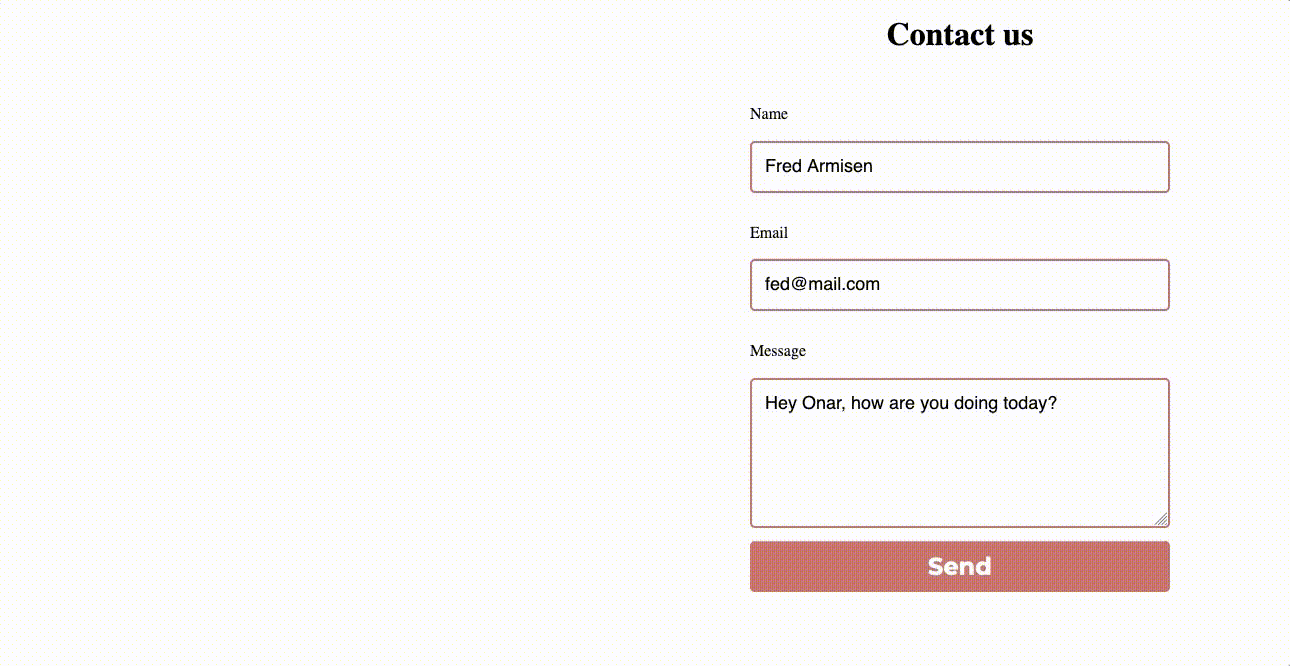 Contact us
Name
Fred Armisen
Email
fed@mail.com
Message
Hey Onar, how are you doing today?
Send